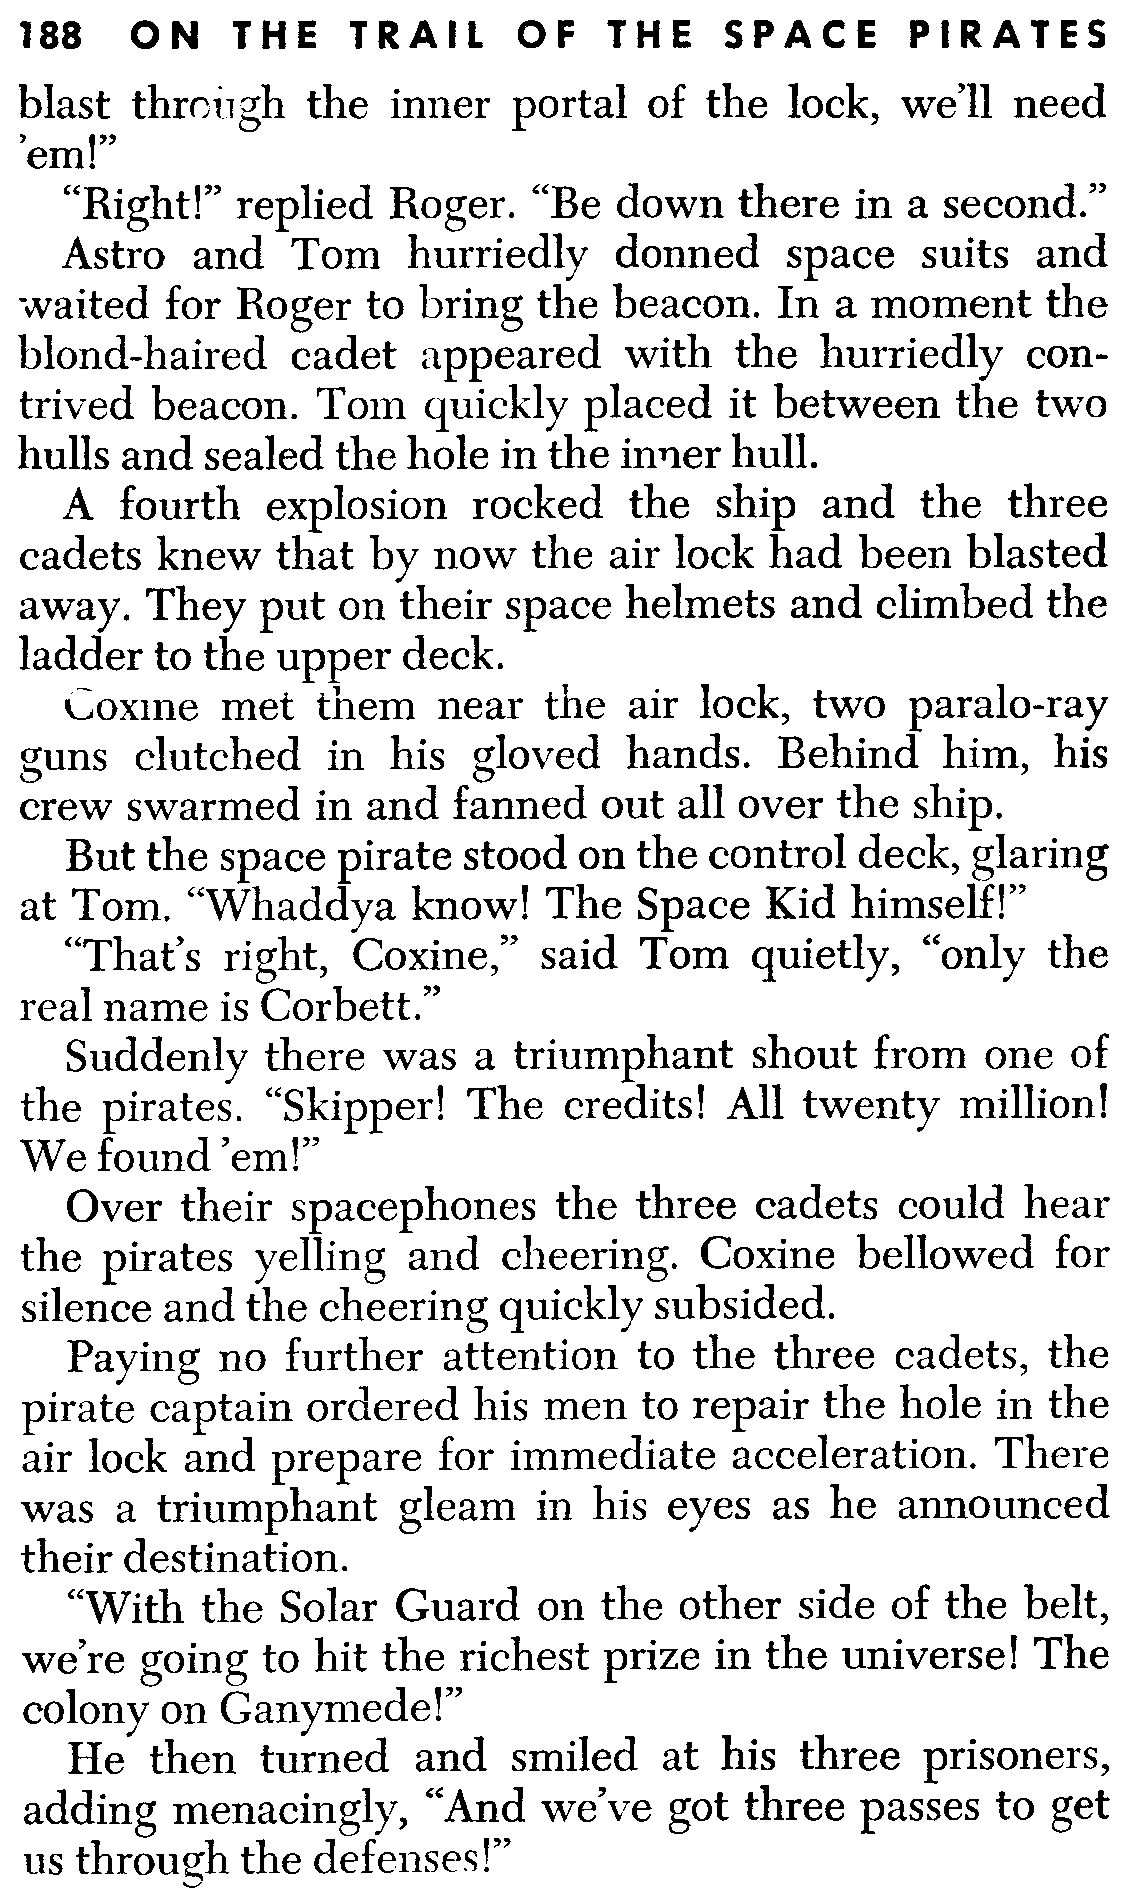 188 ON THE TRAIL OF THE SPACE PIRATES
blast through the inner portal of the lock, we’ll need
’em!”
“Right!” replied Roger. “Be down there in a second.”
Astro and Tom hurriedly donned space suits and
waited for Roger to bring the beacon. In a moment the
blond-haired cadet appeared with the hurriedly con-
trived beacon. Tom quickly placed it between the two
hulls and sealed the hole in the inner hull.
A fourth explosion rocked the ship and the three
cadets knew that by now the air lock had been blasted
away. They put on their space helmets and climbed the
ladder to the upper deck.
Coxine met them near the air lock, two paralo-ray
guns clutched in his gloved hands. Behind him, his
crew swarmed in and fanned out all over the ship.
But the space pirate stood on the control deck, glaring
at Tom. “Whaddya know! The Space Kid himself!”
“That’s right, Coxine,” said Tom quietly, “only the
real name is Corbett.”
Suddenly there was a triumphant shout from one of
the pirates. “Skipper! The credits! All twenty million!
We found ’em!”
Over their spacephones the three cadets could hear
the pirates yelling and cheering. Coxine bellowed for
silence and the cheering quickly subsided.
Paying no further attention to the three cadets, the
pirate captain ordered his men to repair the hole in the
air lock and prepare for immediate acceleration. There
was a triumphant gleam in his eyes as he announced
their destination.
“With the Solar Guard on the other side of the belt,
we’re going to hit the richest prize in the universe! The
colony on Ganymede!”
He then turned and smiled at his three prisoners,
adding menacingly, “And we’ve got three passes to get
us through the defenses!”